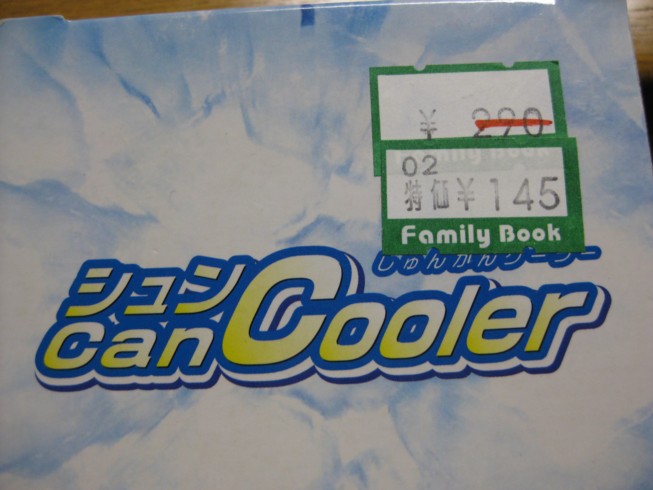 ¥ 290
02
特価¥145
Family Book
しゅんかんクーラー
シュン
Can Cooler